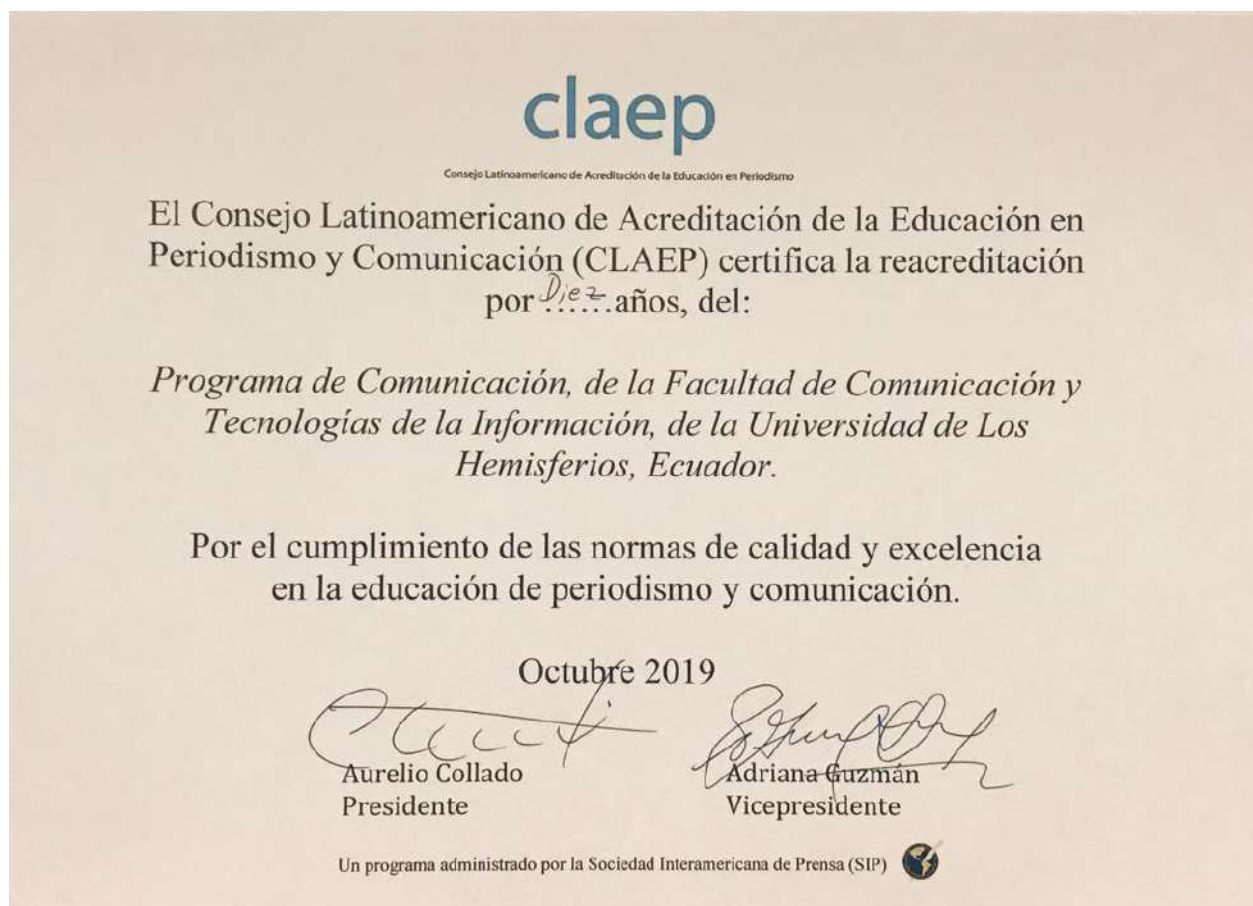 claep
Consejo Latinoamericano de Acreditación de la Educación en Periodismo
El Consejo Latinoamericano de Acreditación de la Educación en
Periodismo y Comunicación (CLAEP) certifica la reacreditación
por Diez años, del:
Programa de Comunicación, de la Facultad de Comunicación y
Tecnologías de la Información, de la Universidad de Los
Hemisferios, Ecuador.
Por el cumplimiento de las normas de calidad y excelencia
en la educación de periodismo y comunicación.
Octubre 2019
Aurelio Collado
Presidente
Adriana Guzmán
Vicepresidente
Un programa administrado por la Sociedad Interamericana de Prensa (SIP)